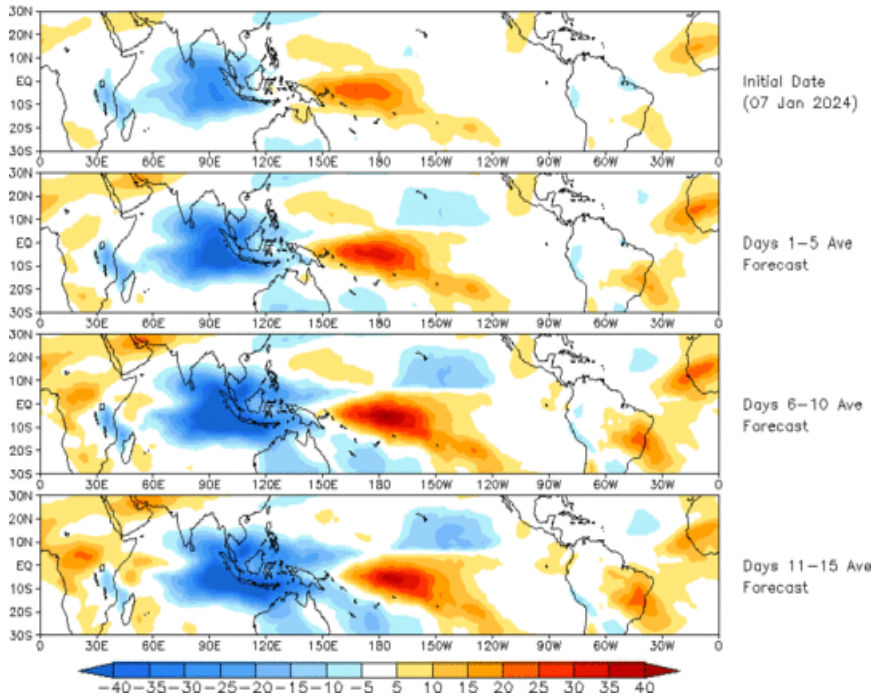 30N
20N
10N
EQ
10S
20S
30S
0 30E 60E 90E 120E 150E 180 150W 120W 90W 60W 30W 0
Initial Date
(07 Jan 2024)
30N
20N
10N
EQ
10S
20S
30S
0 30E 60E 90E 120E 150E 180 150W 120W 90W 60W 30W 0
Days 1-5 Ave
Forecast
30N
20N
10N
EQ
10S
20S
30S
0 30E 60E 90E 120E 150E 180 150W 120W 90W 60W 30W 0
Days 6-10 Ave
Forecast
30N
20N
10N
EQ
10S
20S
30S
0 30E 60E 90E 120E 150E 180 150W 120W 90W 60W 30W 0
Days 11-15 Ave
Forecast
-40 -35 -30 -25 -20 -15 -10 -5 5 10 15 20 25 30 35 40